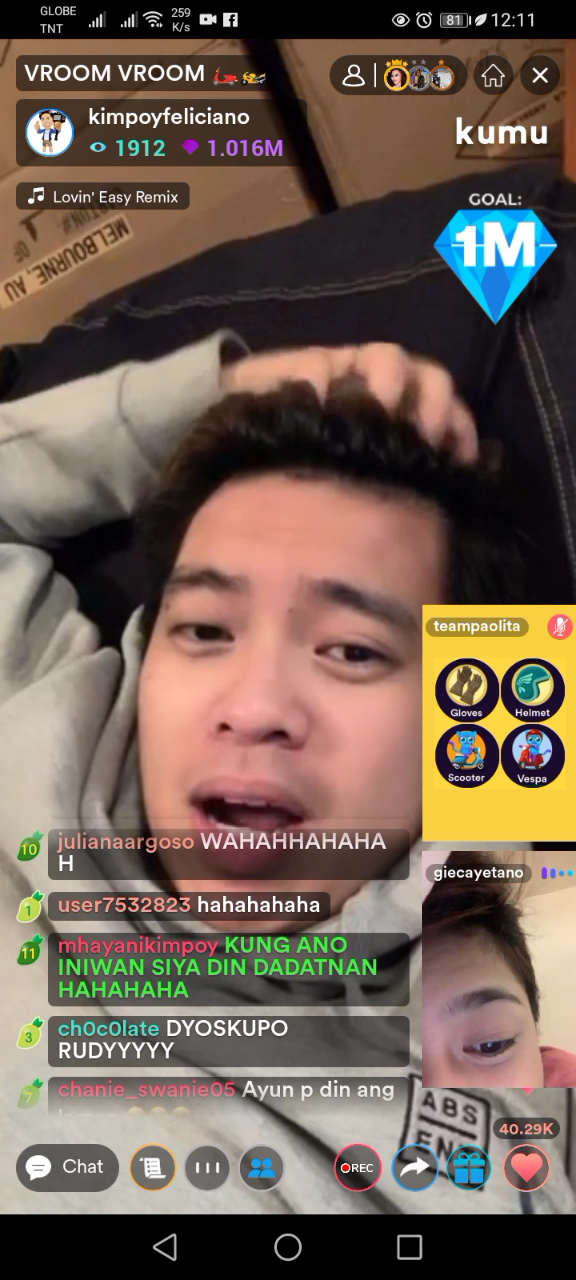 GLOBE
TNT
259
K/s
81
12:11
VROOM VROOM
kimpoyfeliciano
1912
1.016M
kumu
Lovin' Easy Remix
GOAL:
1M
MELBOURNE, AU
OF
teampaolita
Gloves
Helmet
Scooter
Vespa
10
julianaargoso WAHAHHAHAHA
H
giecayetano
1
user7532823 hahahahaha
11
mhayanikimpoy KUNG ANO
INIWAN SIYA DIN DADATNAN
HAHAHAHA
3
ch0c0late DYOSKUPO
RUDYYYYY
7
chanie_swanie05 Ayun p din ang
ABS
40.29K
Chat
REC